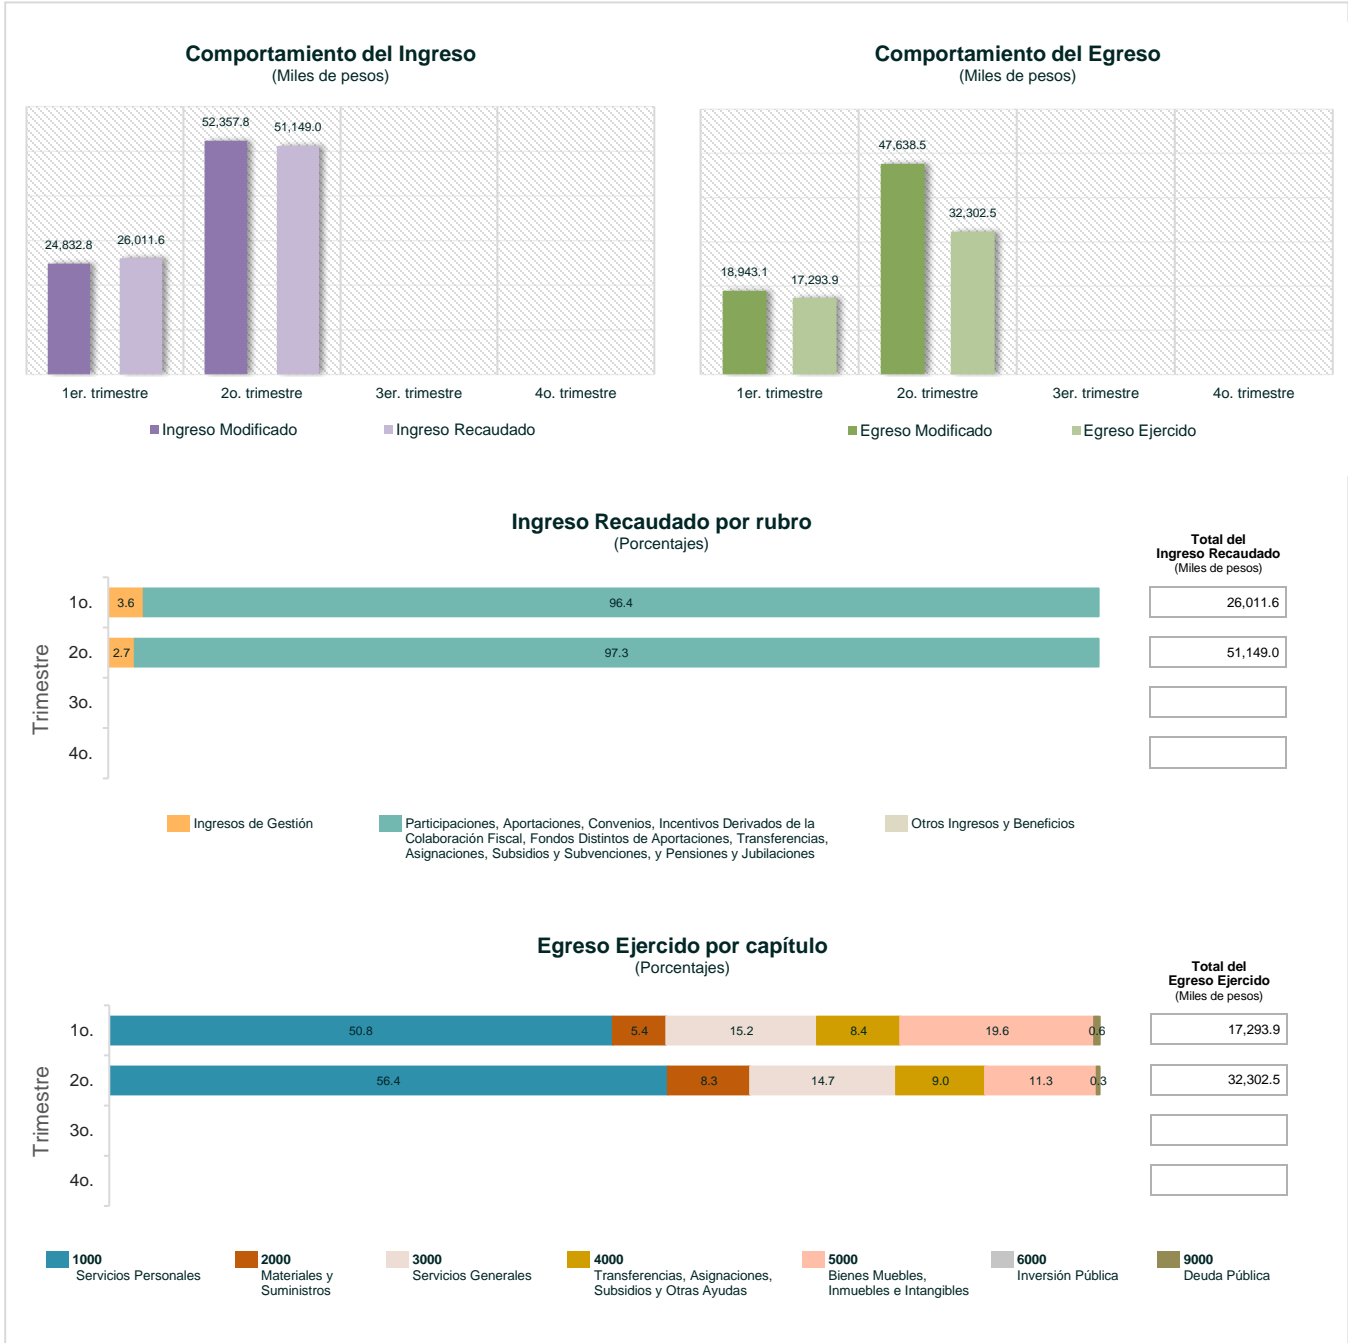 Comportamiento del Ingreso
(Miles de pesos)
52,357.8
51,149.0
24,832.8
26,011.6
1er. trimestre
2o. trimestre
3er. trimestre
4o. trimestre
Ingreso Modificado
Ingreso Recaudado
Comportamiento del Egreso
(Miles de pesos)
47,638.5
32,302.5
18,943.1
17,293.9
1er. trimestre
2o. trimestre
3er. trimestre
4o. trimestre
Egreso Modificado
Egreso Ejercido
Ingreso Recaudado por rubro
(Porcentajes)
Total del
Ingreso Recaudado
(Miles de pesos)
Trimestre
1o.
3.6
96.4
26,011.6
2o.
2.7
97.3
51,149.0
3o.
4o.
Ingresos de Gestión
Participaciones, Aportaciones, Convenios, Incentivos Derivados de la
Colaboración Fiscal, Fondos Distintos de Aportaciones, Transferencias,
Asignaciones, Subsidios y Subvenciones, y Pensiones y Jubilaciones
Otros Ingresos y Beneficios
Egreso Ejercido por capítulo
(Porcentajes)
Total del
Egreso Ejercido
(Miles de pesos)
Trimestre
1o.
50.8
5.4
15.2
8.4
19.6
0.6
17,293.9
2o.
56.4
8.3
14.7
9.0
11.3
0.3
32,302.5
3o.
4o.
1000
Servicios Personales
2000
Materiales y
Suministros
3000
Servicios Generales
4000
Transferencias, Asignaciones,
Subsidios y Otras Ayudas
5000
Bienes Muebles,
Inmuebles e Intangibles
6000
Inversión Pública
9000
Deuda Pública